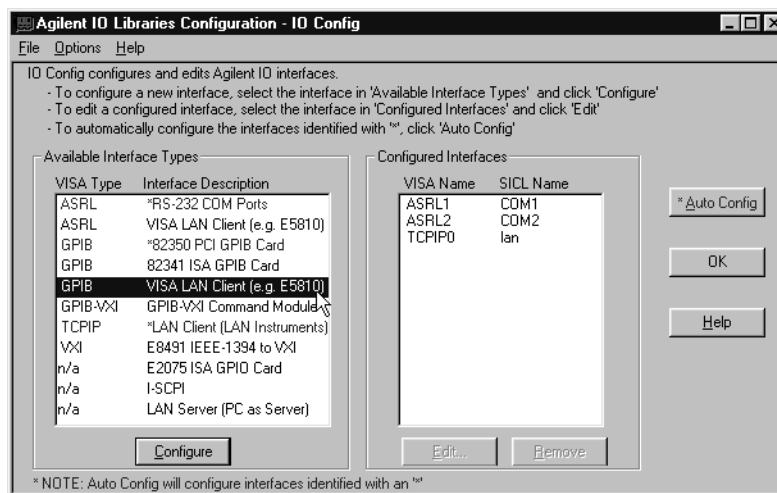 Agilent IO Libraries Configuration - IO Config
File Options Help
IO Config configures and edits Agilent IO interfaces.
- To configure a new interface, select the interface in 'Available Interface Types' and click 'Configure'
- To edit a configured interface, select the interface in 'Configured Interfaces' and click 'Edit'
- To automatically configure the interfaces identified with '*', click 'Auto Config'
Available Interface Types
VISA Type Interface Description
ASRL *RS-232 COM Ports
ASRL VISA LAN Client (e.g. E5810)
GPIB *82350 PCI GPIB Card
GPIB 82341 ISA GPIB Card
GPIB VISA LAN Client (e.g. E5810)
GPIB-VXI GPIB-VXI Command Module
TCPIP *LAN Client (LAN Instruments)
VXI E8491 IEEE-1394 to VXI
n/a E2075 ISA GPIO Card
n/a I-SCPI
n/a LAN Server (PC as Server)
Configure
Configured Interfaces
VISA Name SICL Name
ASRL1 COM1
ASRL2 COM2
TCPIP0 lan
Edit... Remove
* Auto Config
OK
Help
* NOTE: Auto Config will configure interfaces identified with an '*'